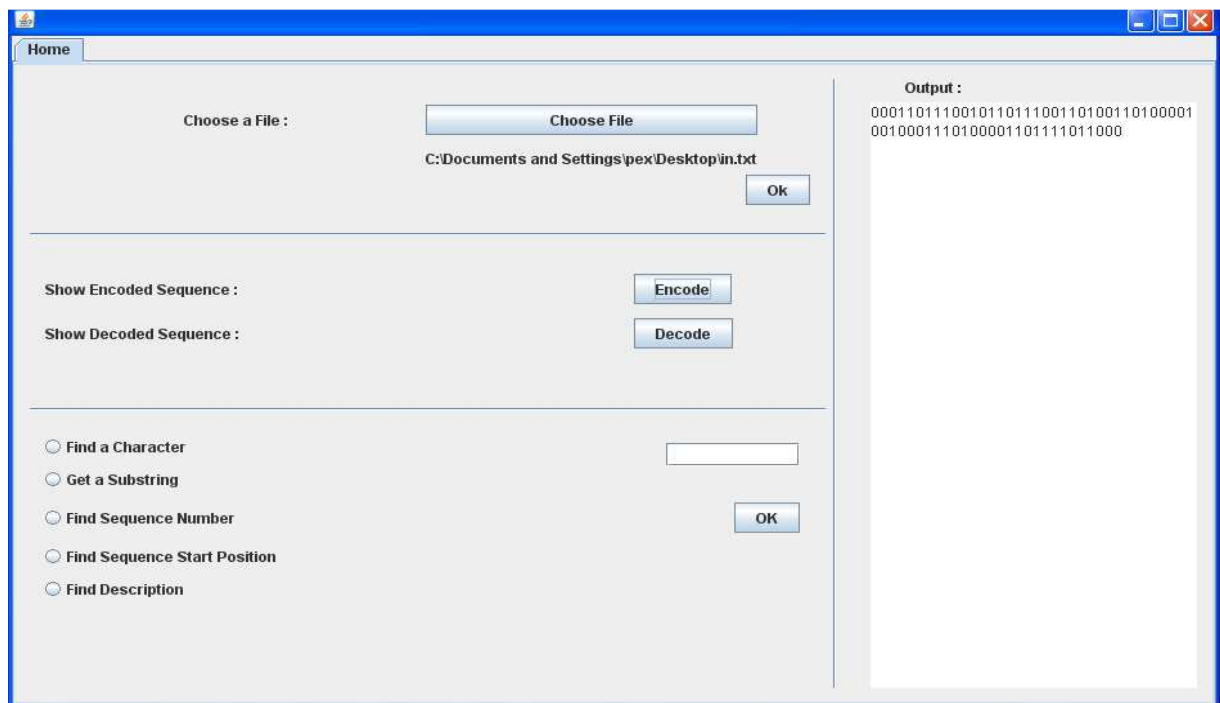 Home
Choose a File :
Choose File
C:\Documents and Settings\pex\Desktop\in.txt
Ok
Show Encoded Sequence :
Encode
Show Decoded Sequence :
Decode
Find a Character
Get a Substring
Find Sequence Number
OK
Find Sequence Start Position
Find Description
Output :
000110111001011011100110100110100001
0010001110100001101111011000